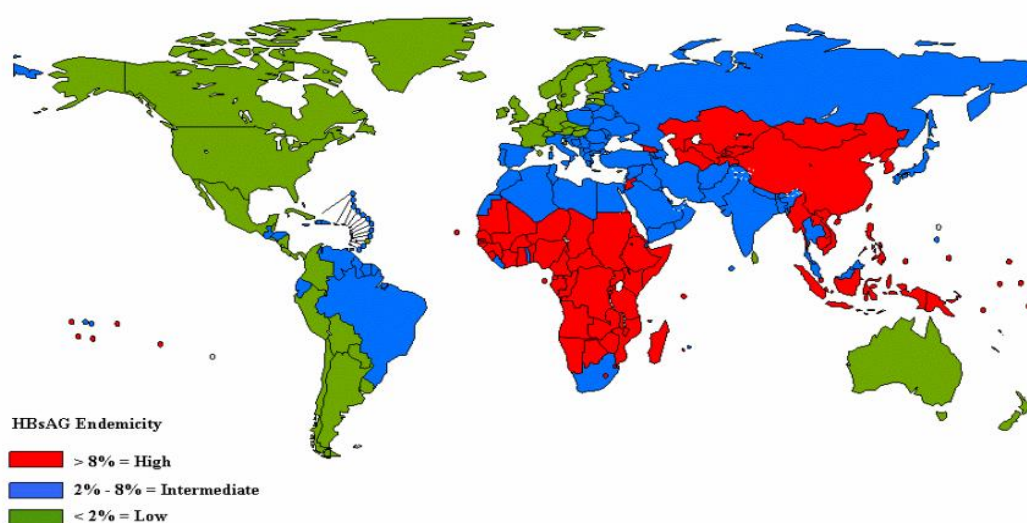 HBsAG Endemicity
> 8% = High
2% - 8% = Intermediate
< 2% = Low